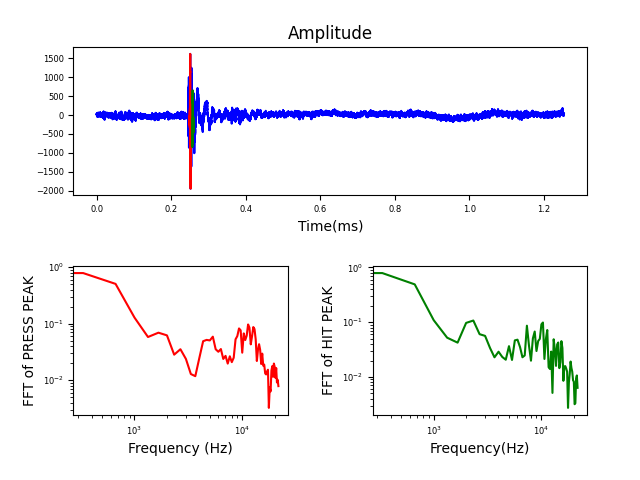 Amplitude
1500
1000
500
0
−500
−1000
−1500
−2000
0.0 0.2 0.4 0.6 0.8 1.0 1.2
Time(ms)
FFT of PRESS PEAK
10⁰
10⁻¹
10⁻²
10³ 10⁴
Frequency (Hz)
FFT of HIT PEAK
10⁰
10⁻¹
10⁻²
10³ 10⁴
Frequency(Hz)